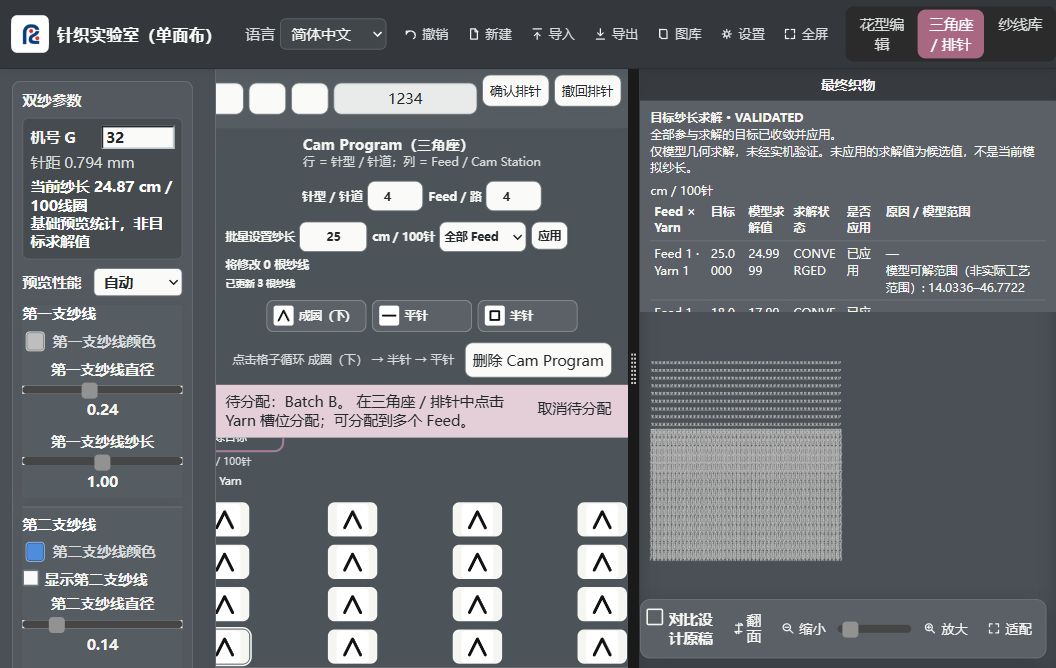 针织实验室（单面布）
语言
简体中文
撤销
新建
导入
导出
图库
设置
全屏
花型编
辑
三角座
/ 排针
纱线库
双纱参数
机号 G
32
针距 0.794 mm
当前纱长 24.87 cm /
100线圈
基础预览统计，非目
标求解值
预览性能
自动
第一支纱线
第一支纱线颜色
第一支纱线直径
0.24
第一支纱线纱长
1.00
第二支纱线
第二支纱线颜色
显示第二支纱线
第二支纱线直径
0.14
1234
确认排针
撤回排针
Cam Program（三角座）
行 = 针型 / 针道；列 = Feed / Cam Station
针型 / 针道
4
Feed / 路
4
批量设置纱长
25
cm / 100针
全部 Feed
应用
将修改 0 根纱线
已更新 3 根纱线
成圈（下）
平针
半针
点击格子循环 成圈（下） → 半针 → 平针
删除 Cam Program
待分配：Batch B。 在三角座 / 排针中点击
Yarn 槽位分配；可分配到多个 Feed。
取消待分配
/ 100针
Yarn
最终织物
目标纱长求解 • VALIDATED
全部参与求解的目标已收敛并应用。
仅模型几何求解，未经实机验证。未应用的求解值为候选值，不是当前模
拟纱长。
cm / 100针
Feed ×
Yarn
目标
模型求
解值
求解状
态
是否
应用
原因 / 模型范围
Feed 1 ·
Yarn 1
25.0
000
24.99
99
CONVE
RGED
已应
用
—
模型可解范围（非实际工艺
范围）: 14.0336–46.7722
对比设
计原稿
翻
面
缩小
放大
适配